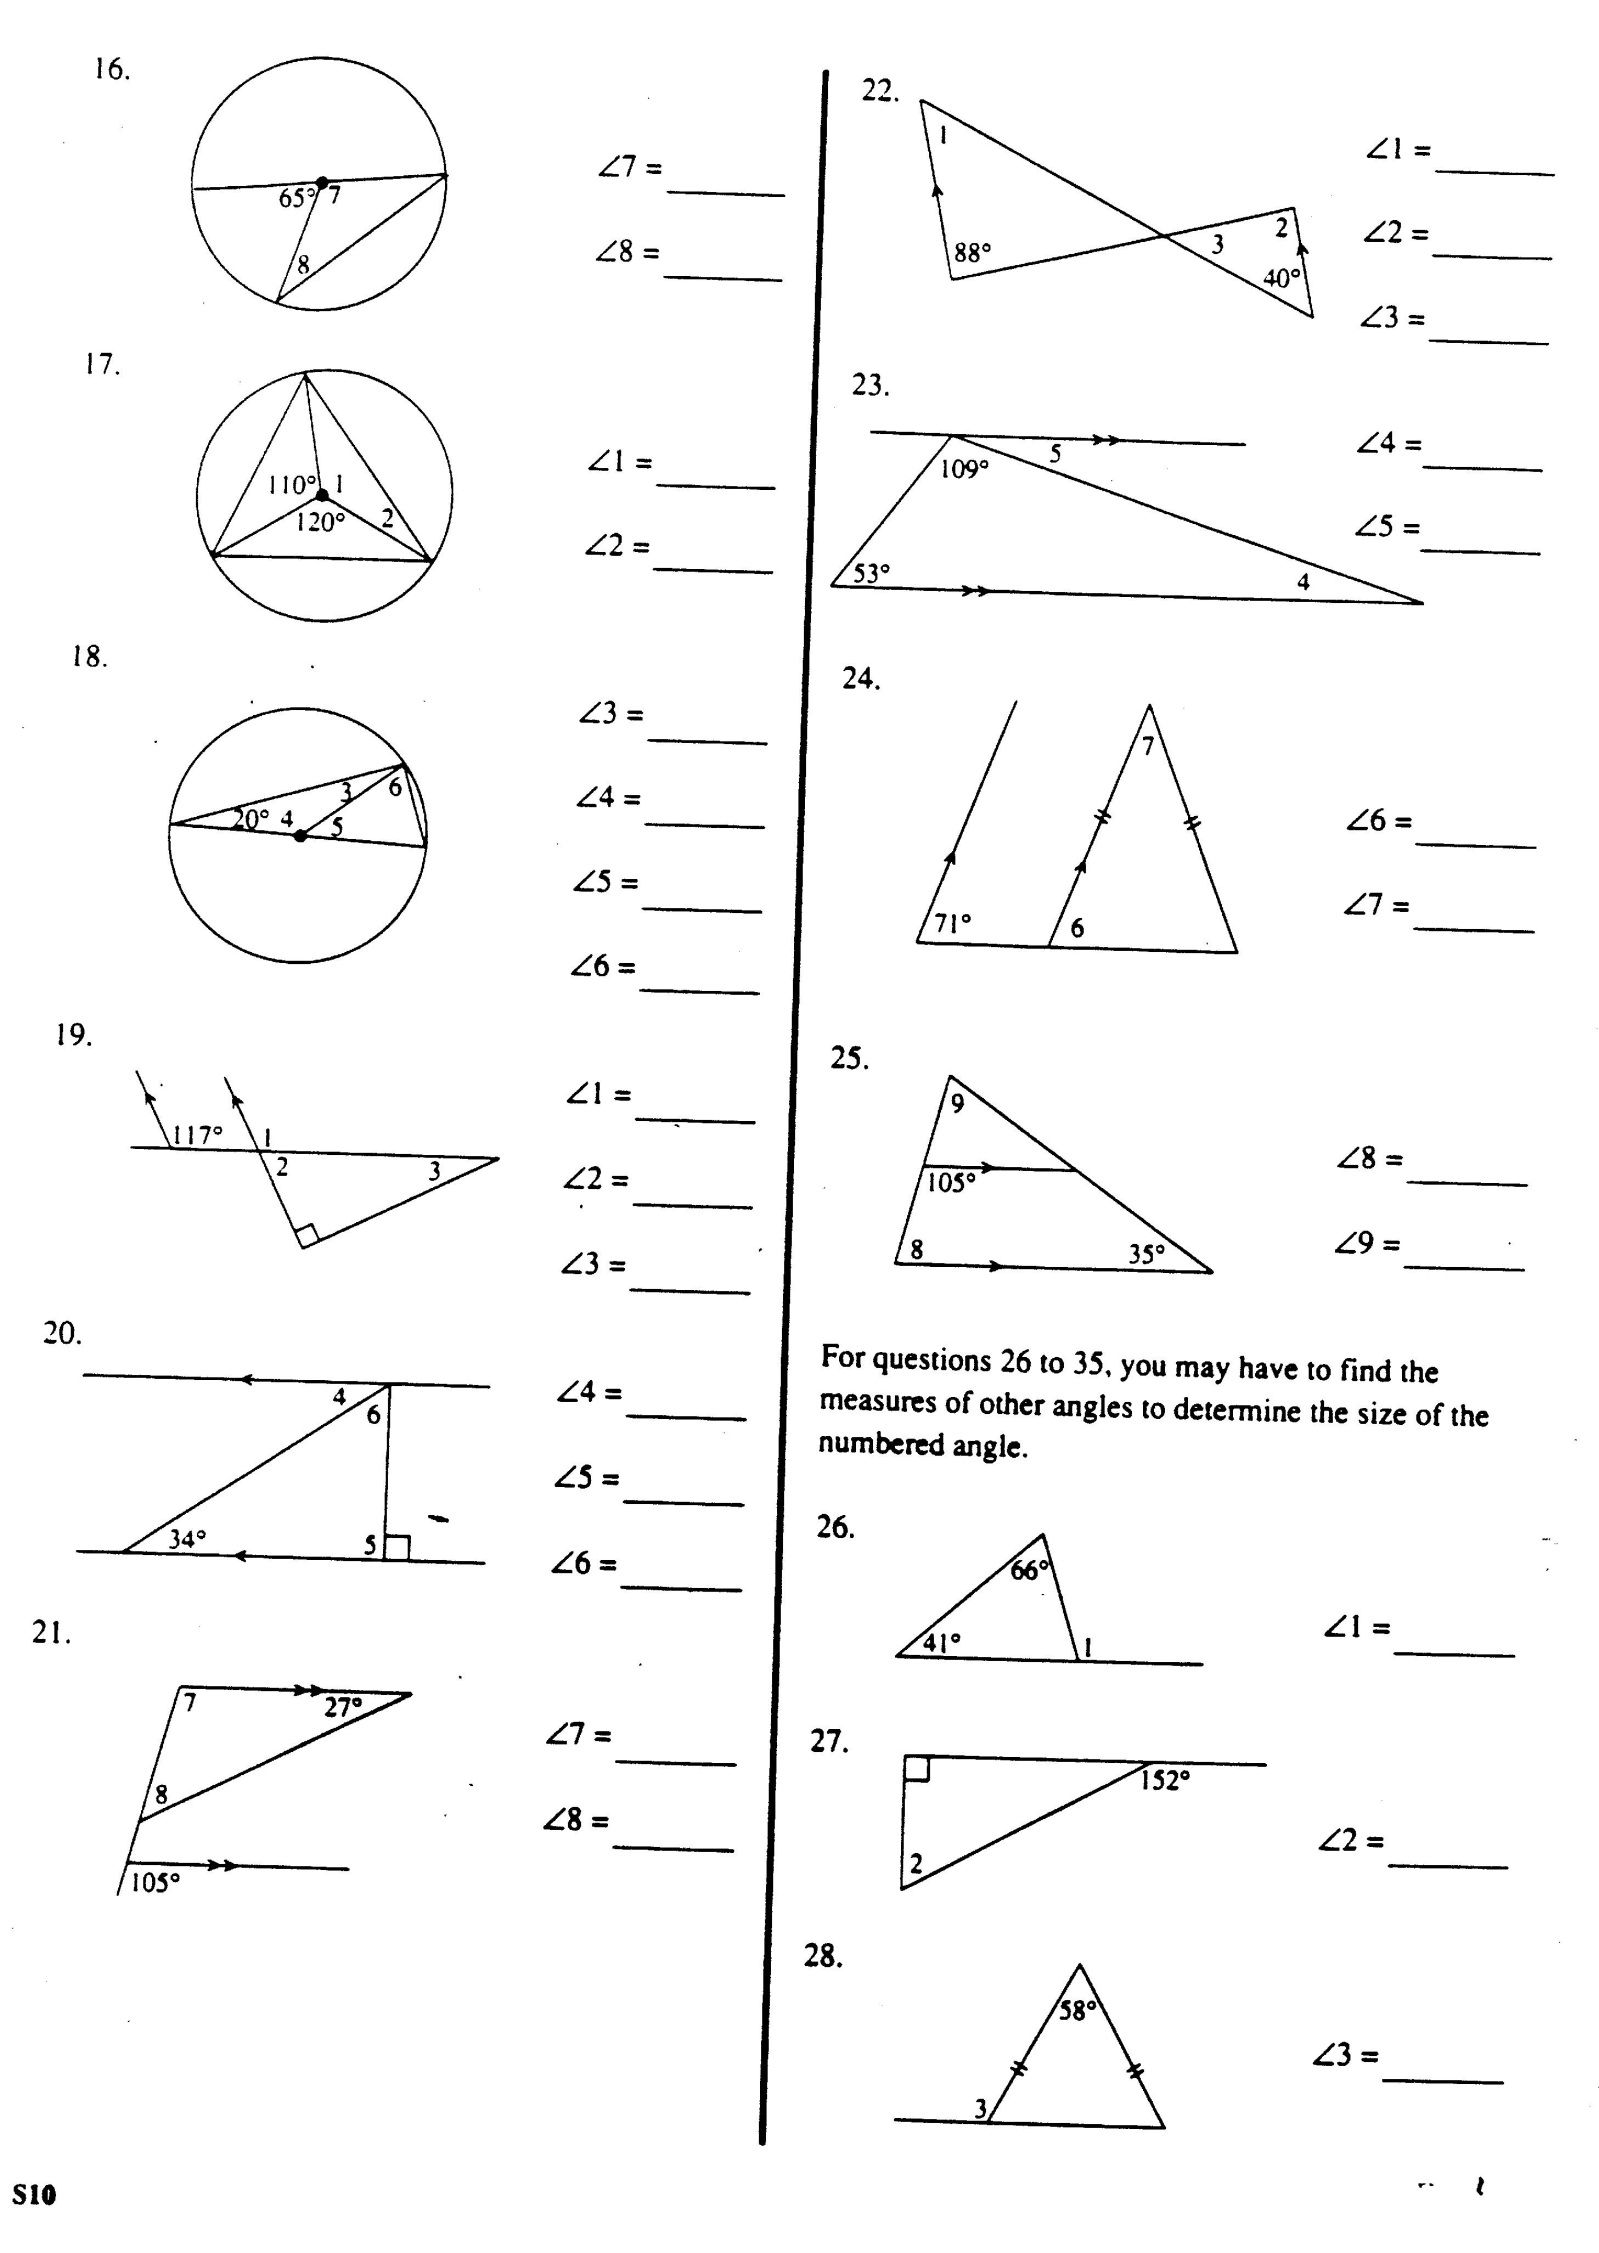 16.
65° 7
8
∠7 = ______
∠8 = ______
17.
110° 1
120° 2
∠1 = ______
∠2 = ______
18.
20° 4 3 5 6
∠3 = ______
∠4 = ______
∠5 = ______
∠6 = ______
19.
117° 1
2 3
∠1 = ______
∠2 = ______
∠3 = ______
20.
4 6
34° 5
∠4 = ______
∠5 = ______
∠6 = ______
21.
7 27°
8
105°
∠7 = ______
∠8 = ______
22.
1
88° 3 2
40°
∠1 = ______
∠2 = ______
∠3 = ______
23.
109° 5
53° 4
∠4 = ______
∠5 = ______
24.
7
71° 6
∠6 = ______
∠7 = ______
25.
9
105°
8 35°
∠8 = ______
∠9 = ______
For questions 26 to 35, you may have to find the
measures of other angles to determine the size of the
numbered angle.
26.
66°
41° 1
∠1 = ______
27.
152°
2
∠2 = ______
28.
58°
3
∠3 = ______
S10